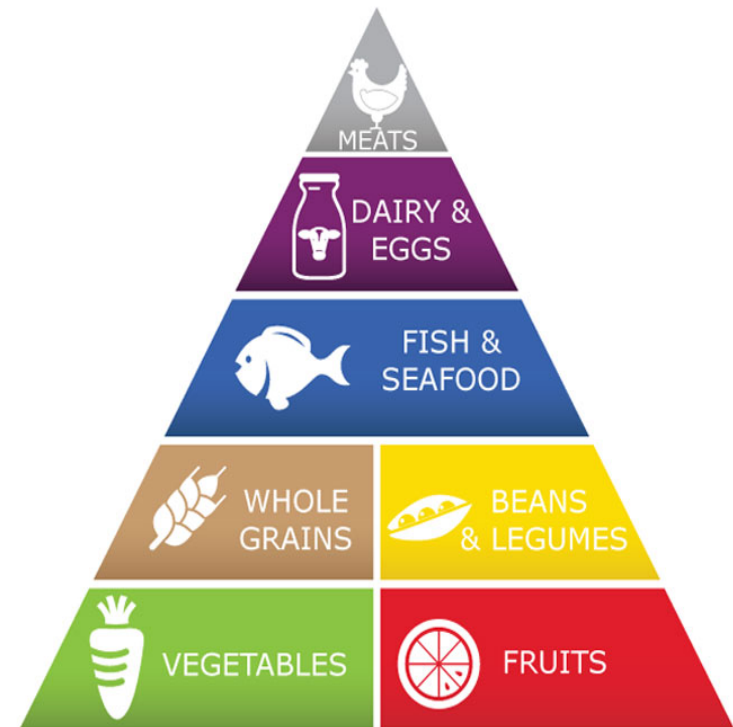 MEATS
DAIRY &
EGGS
FISH &
SEAFOOD
WHOLE
GRAINS
BEANS
& LEGUMES
VEGETABLES
FRUITS